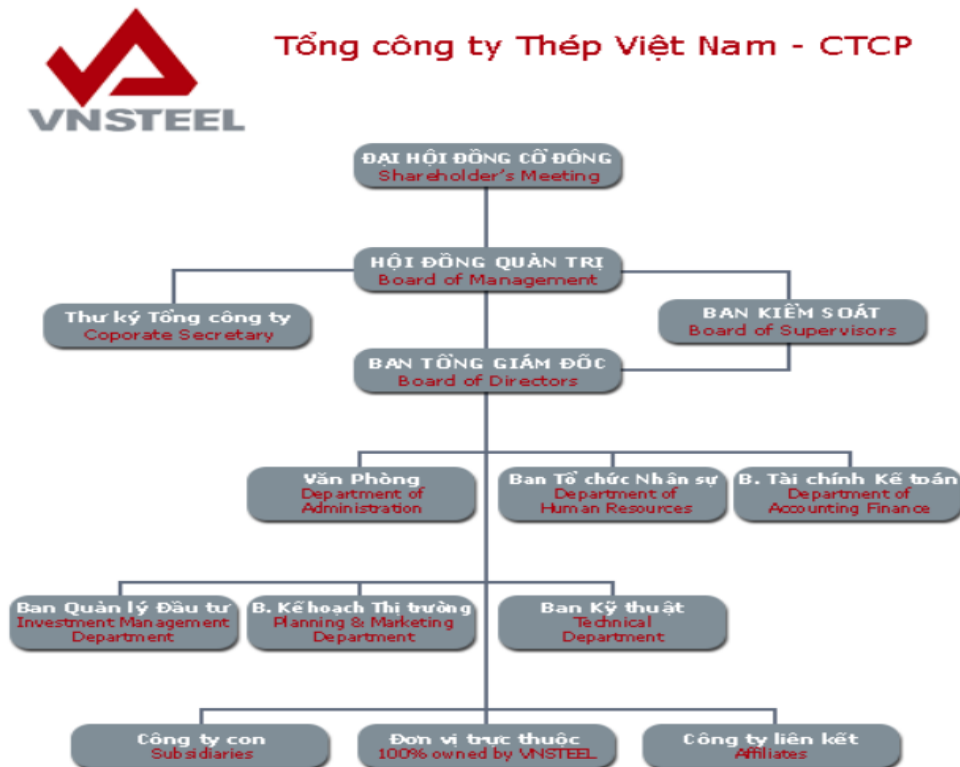 Tổng công ty Thép Việt Nam - CTCP
VNSTEEL
ĐẠI HỘI ĐỒNG CỔ ĐÔNG
Shareholder's Meeting
HỘI ĐỒNG QUẢN TRỊ
Board of Management
Thư ký Tổng công ty
Coporate Secretary
BAN KIỂM SOÁT
Board of Supervisors
BAN TỔNG GIÁM ĐỐC
Board of Directors
Văn Phòng
Department of
Administration
Ban Tổ chức Nhân sự
Department of
Human Resources
B. Tài chính Kế toán
Department of
Accounting Finance
Ban Quản lý Đầu tư
Investment Management
Department
B. Kế hoạch Thị trường
Planning & Marketing
Department
Ban Kỹ thuật
Technical
Department
Công ty con
Subsidiaries
Đơn vị trực thuộc
100% owned by VNSTEEL
Công ty liên kết
Affiliates